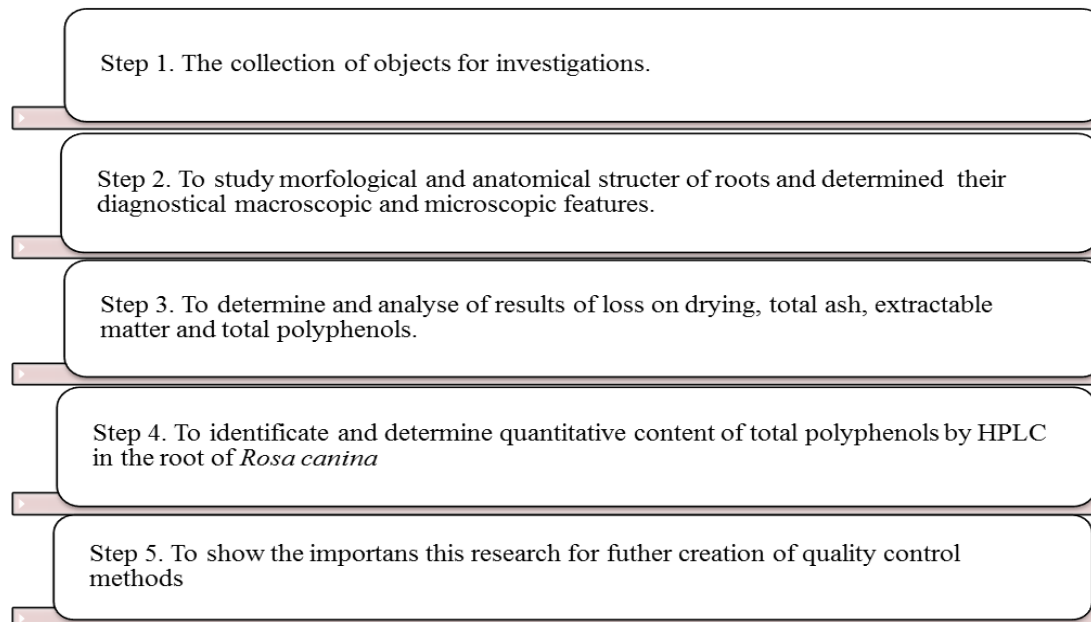 Step 1. The collection of objects for investigations.
Step 2. To study morfological and anatomical structer of roots and determined their
diagnostical macroscopic and microscopic features.
Step 3. To determine and analyse of results of loss on drying, total ash, extractable
matter and total polyphenols.
Step 4. To identificate and determine quantitative content of total polyphenols by HPLC
in the root of Rosa canina
Step 5. To show the importans this research for futher creation of quality control
methods